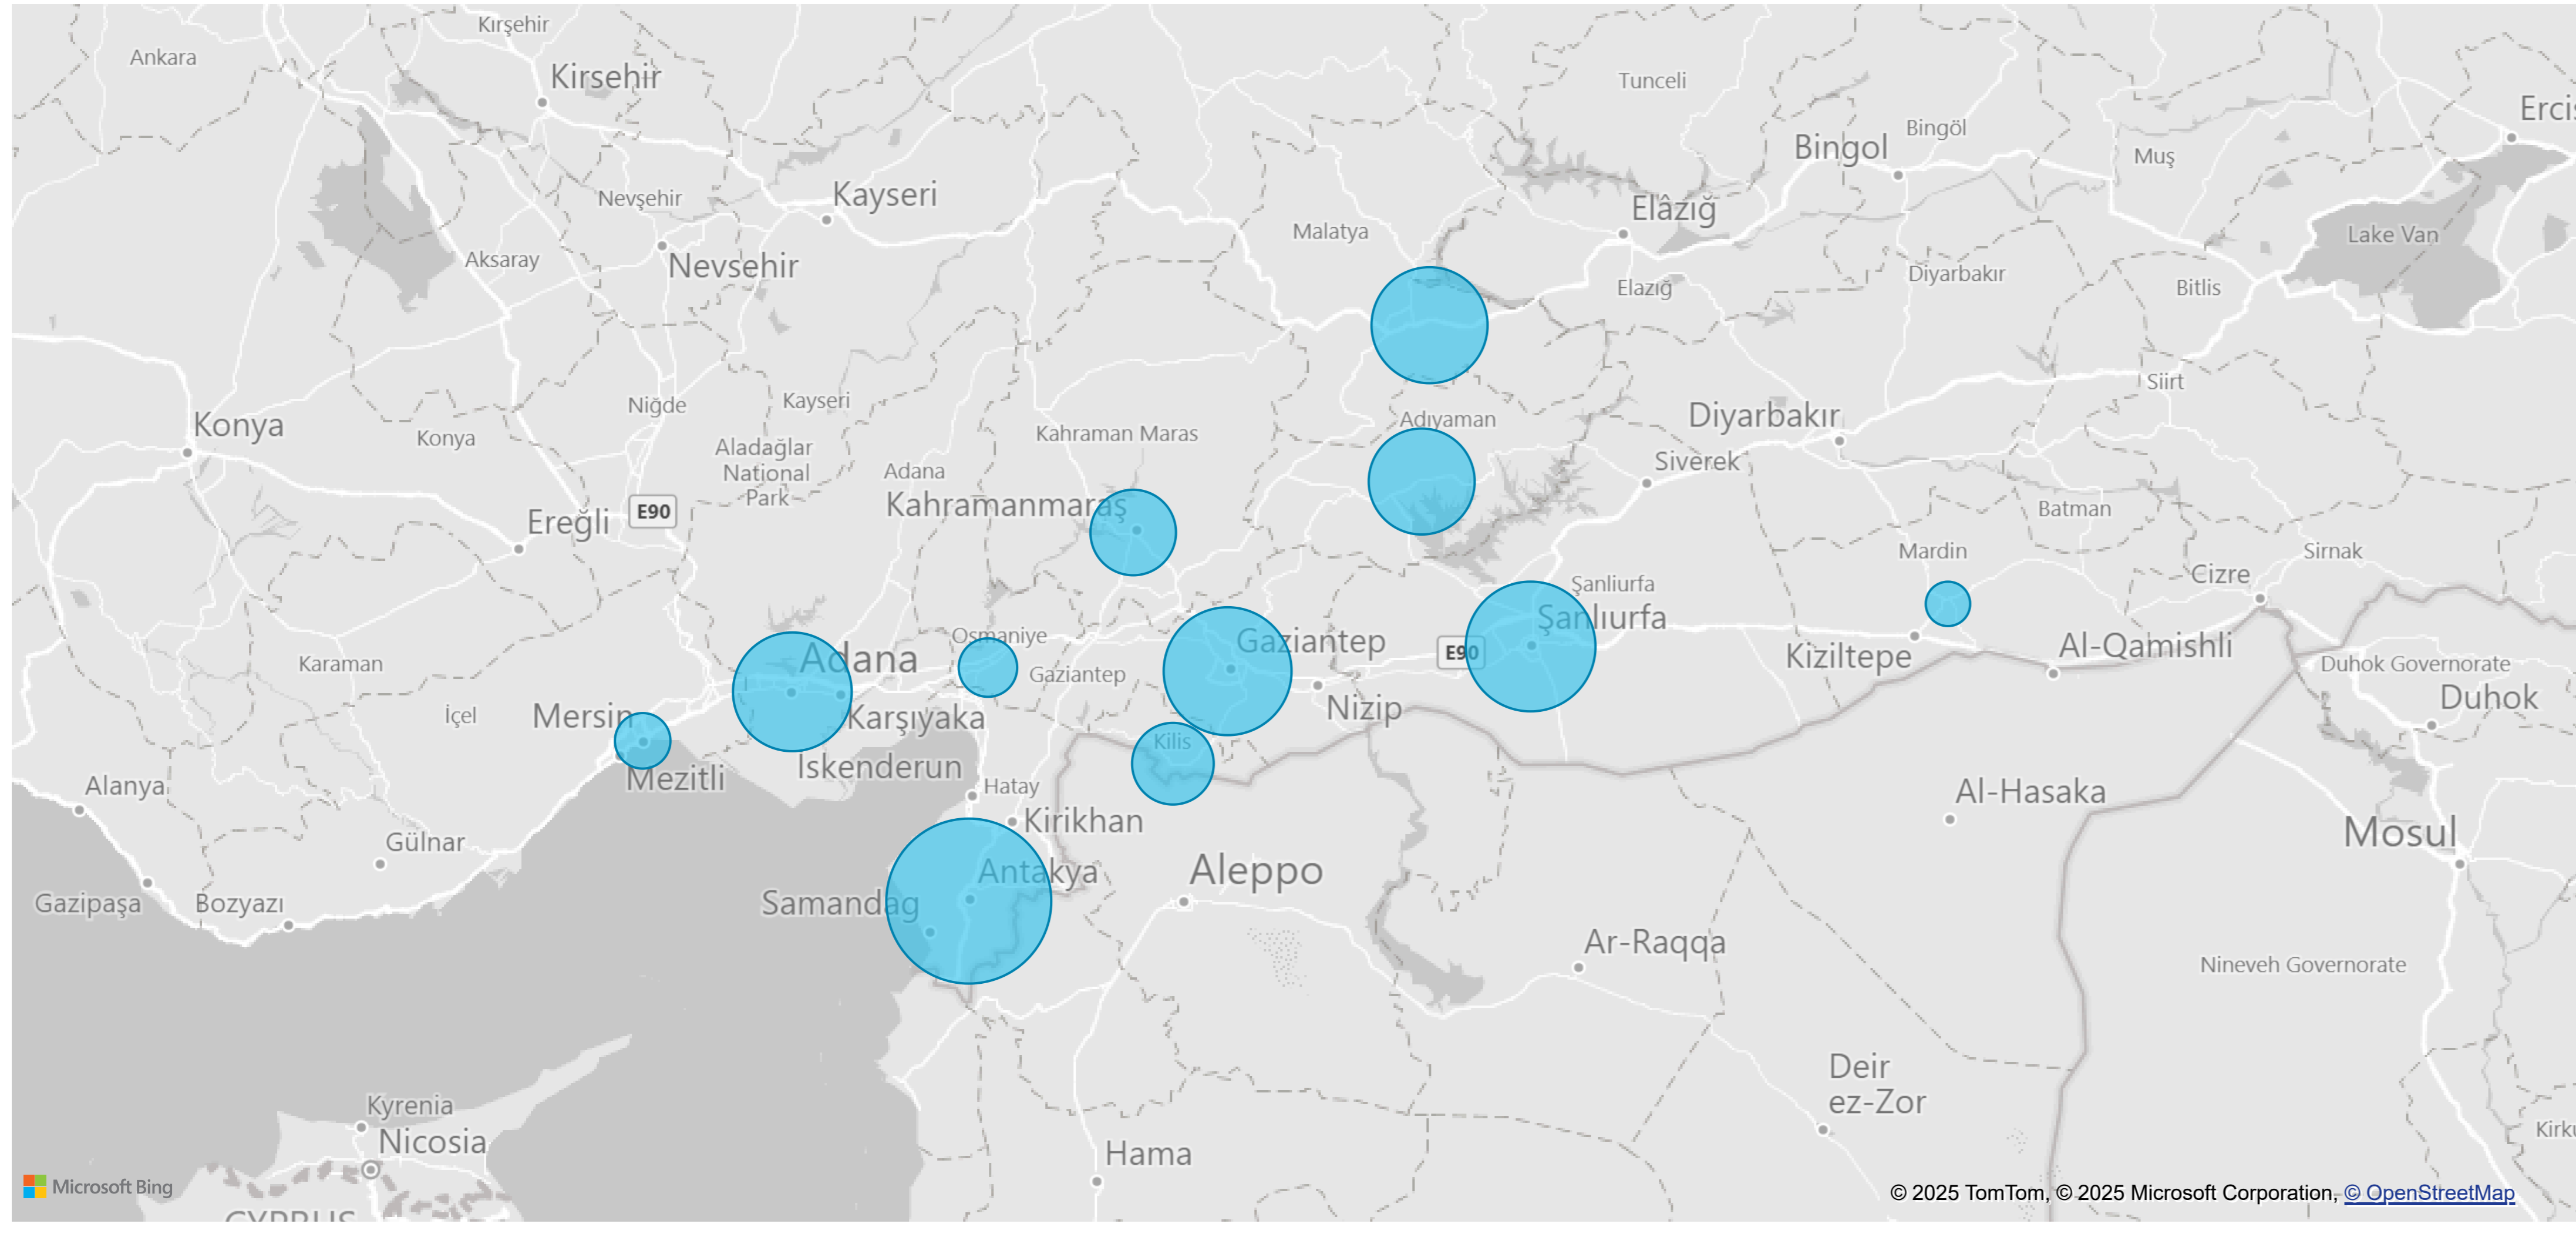 Kırşehir
Ankara
Kirsehir
Tunceli
Erciş
Bingol
Bingöl
Muş
Nevşehir
Kayseri
Elâzığ
Malatya
Lake Van
Aksaray
Nevsehir
Elazığ
Diyarbakır
Bitlis
Siirt
Niğde
Kayseri
Konya
Konya
Kahraman Maras
Adıyaman
Diyarbakır
Aladağlar
National
Park
Adana
Siverek
Kahramanmaraş
Ereğli
E90
Batman
Mardin
Sirnak
Cizre
Şanlıurfa
Şanlıurfa
Osmaniye
Gaziantep
E90
Al-Qamishli
Kiziltepe
Adana
Karaman
Gaziantep
Duhok Governorate
Duhok
Nizip
İçel
Mersin
Karşıyaka
Kilis
Iskenderun
Mezitli
Hatay
Alanya
Al-Hasaka
Kirikhan
Mosul
Gülnar
Antakya
Aleppo
Gazipaşa
Bozyazı
Samandag
Ar-Raqqa
Nineveh Governorate
Deir
ez-Zor
Kyrenia
Nicosia
Kirku
Hama
Microsoft Bing
© 2025 TomTom, © 2025 Microsoft Corporation, © OpenStreetMap
CYPRUS